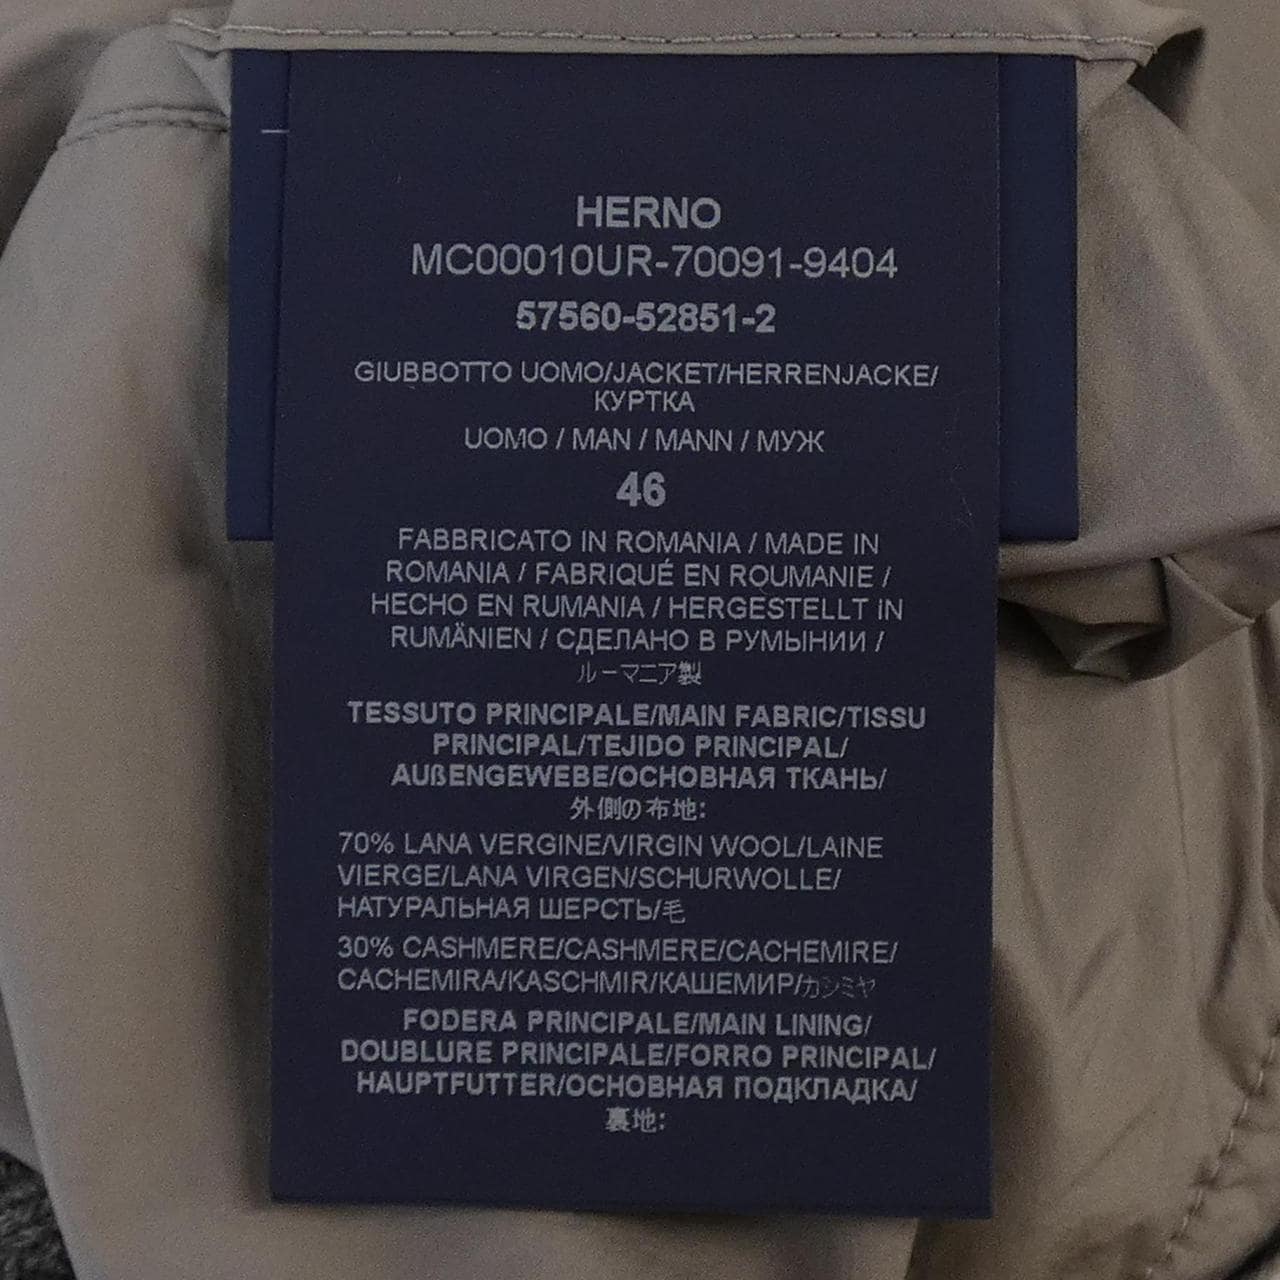 HERNO
MC00010UR-70091-9404
57560-52851-2
GIUBBOTTO UOMO/JACKET/HERRENJACKE/
КУРТКА
UOMO / MAN / MANN / МУЖ
46
FABBRICATO IN ROMANIA / MADE IN
ROMANIA / FABRIQUÉ EN ROUMANIE /
HECHO EN RUMANIA / HERGESTELLT IN
RUMÄNIEN / СДЕЛАНО В РУМЫНИИ /
ルーマニア製
TESSUTO PRINCIPALE/MAIN FABRIC/TISSU
PRINCIPAL/TEJIDO PRINCIPAL/
AUßENGEWEBE/ОСНОВНАЯ ТКАНЬ/
外側の布地:
70% LANA VERGINE/VIRGIN WOOL/LAINE
VIERGE/LANA VIRGEN/SCHURWOLLE/
НАТУРАЛЬНАЯ ШЕРСТЬ/毛
30% CASHMERE/CASHMERE/CACHEMIRE/
CACHEMIRA/KASCHMIR/КАШЕМИР/カシミヤ
FODERA PRINCIPALE/MAIN LINING/
DOUBLURE PRINCIPALE/FORRO PRINCIPAL/
HAUPTFUTTER/ОСНОВНАЯ ПОДКЛАДКА/
裏地: